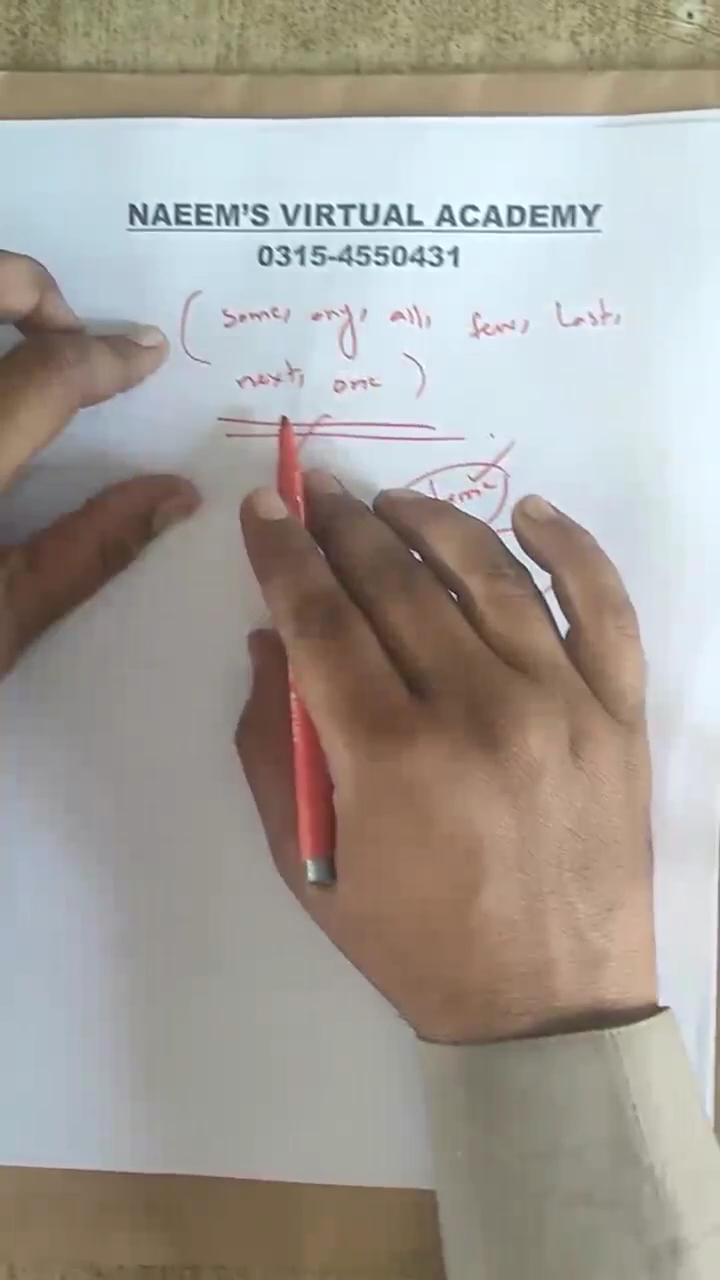 NAEEM'S VIRTUAL ACADEMY
0315-4550431
( some, any, all, few, last,
next, one )